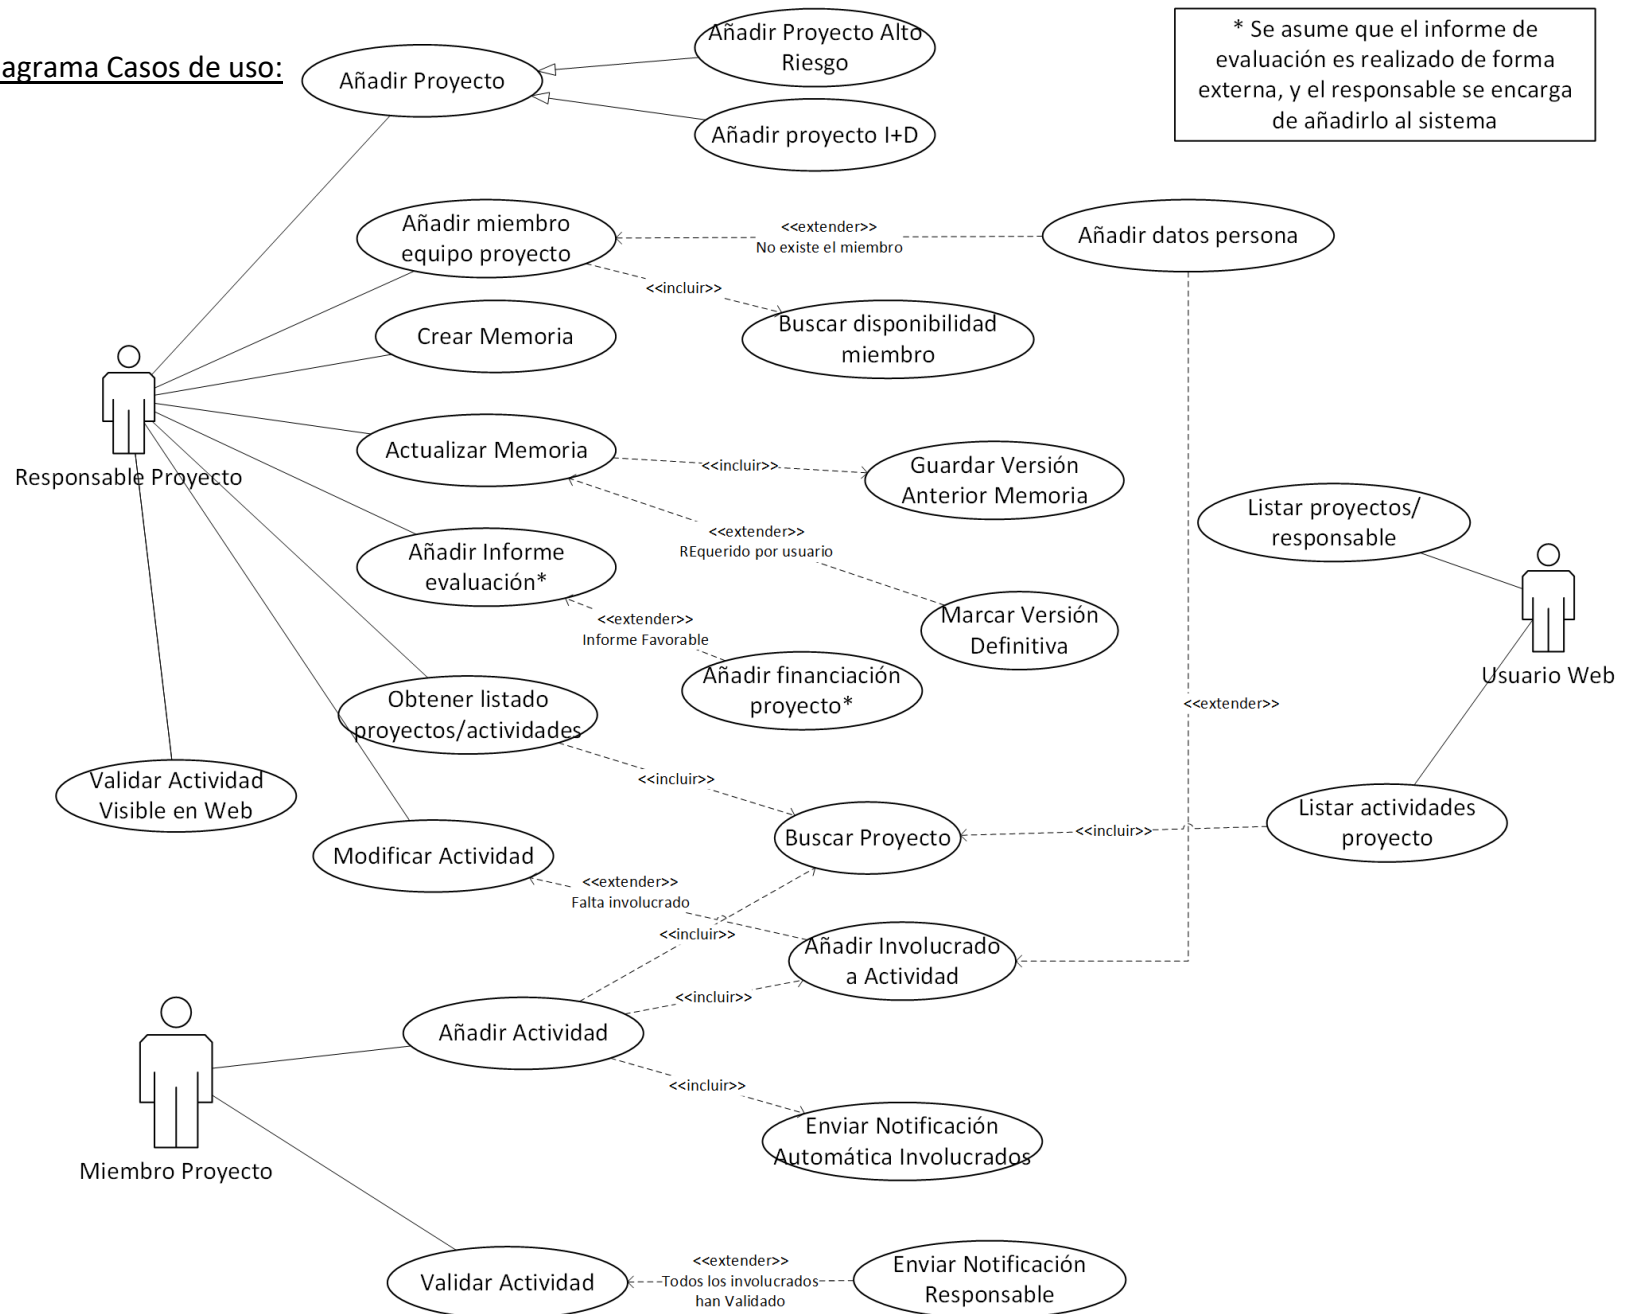 agrama Casos de uso:
Añadir Proyecto
Añadir Proyecto Alto
Riesgo
Añadir proyecto I+D
* Se asume que el informe de
evaluación es realizado de forma
externa, y el responsable se encarga
de añadirlo al sistema
Añadir miembro
equipo proyecto
<<extender>>
No existe el miembro
Añadir datos persona
<<incluir>>
Buscar disponibilidad
miembro
Crear Memoria
Responsable Proyecto
Actualizar Memoria
<<incluir>>
Guardar Versión
Anterior Memoria
<<extender>>
REquerido por usuario
Marcar Versión
Definitiva
Listar proyectos/
responsable
Usuario Web
Añadir Informe
evaluación*
<<extender>>
Informe Favorable
Añadir financiación
proyecto*
Obtener listado
proyectos/actividades
<<extender>>
<<incluir>>
Validar Actividad
Visible en Web
Buscar Proyecto
<<incluir>>
Listar actividades
proyecto
Modificar Actividad
<<extender>>
Falta involucrado
<<incluir>>
Añadir Involucrado
a Actividad
<<incluir>>
Añadir Actividad
<<incluir>>
Enviar Notificación
Automática Involucrados
Miembro Proyecto
Validar Actividad
<<extender>>
Todos los involucrados
han Validado
Enviar Notificación
Responsable